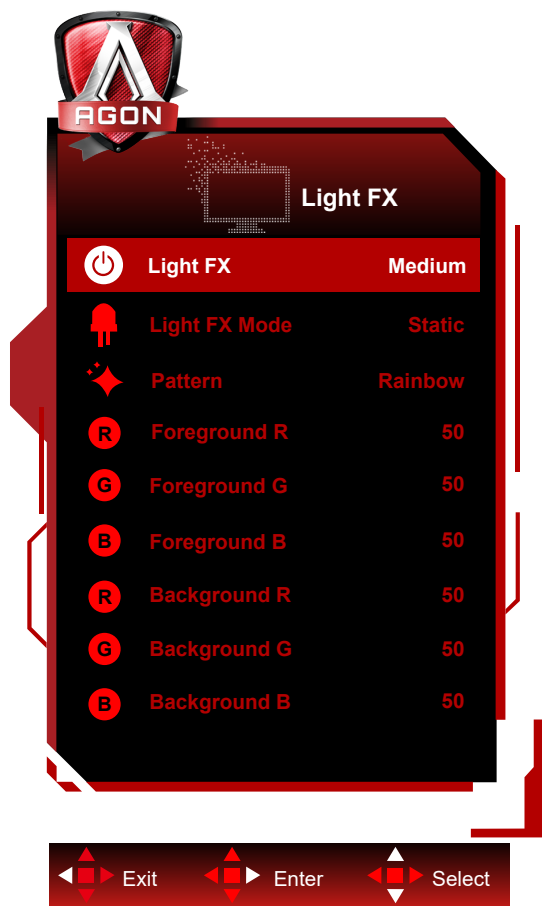 AGON
Light FX
Light FX Medium
Light FX Mode Static
Pattern Rainbow
R Foreground R 50
G Foreground G 50
B Foreground B 50
R Background R 50
G Background G 50
B Background B 50
Exit Enter Select